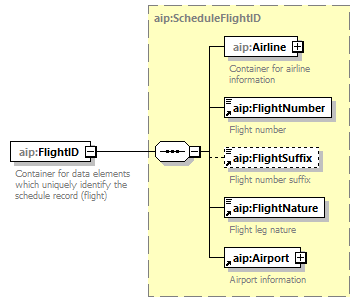 aip:ScheduleFlightID
aip:Airline
Container for airline
information
aip:FlightNumber
Flight number
aip:FlightID
Container for data elements
which uniquely identify the
schedule record (flight)
aip:FlightSuffix
Flight number suffix
aip:FlightNature
Flight leg nature
aip:Airport
Airport information